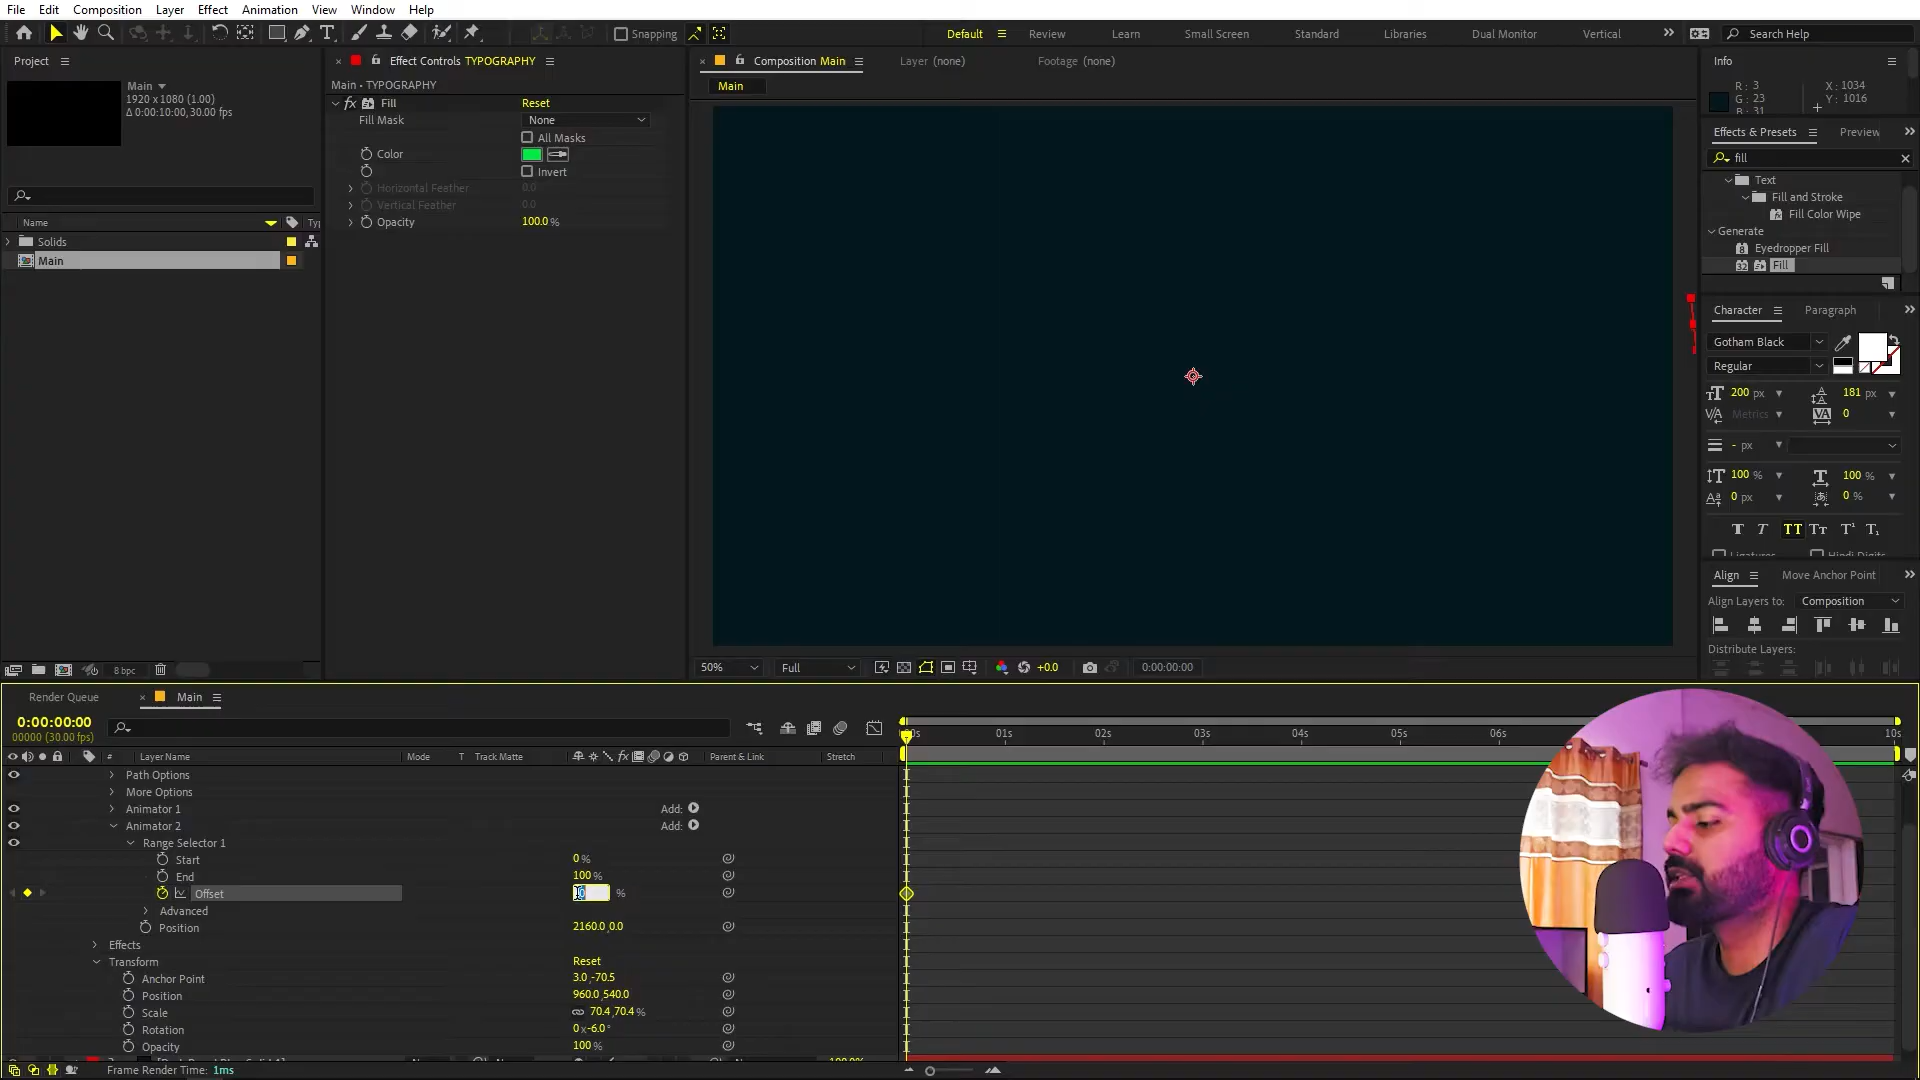 File Edit Composition Layer Effect Animation View Window Help
Snapping Default Review Learn Small Screen Standard Libraries Dual Monitor Vertical Search Help
Project
Main
1920 x 1080 (1.00)
Δ 0:00:10:00, 30.00 fps
Name
Solids
Main
8 bpc
Effect Controls TYPOGRAPHY
Main • TYPOGRAPHY
fx Fill Reset
Fill Mask None
All Masks
Color
Invert
Horizontal Feather 0.0
Vertical Feather 0.0
Opacity 100.0 %
Composition Main Layer (none) Footage (none)
Main
50% Full +0.0 0:00:00:00
Info
R : 3
G : 23
B : 31
X : 1034
Y : 1016
Effects & Presets Preview
fill
Text
Fill and Stroke
Fill Color Wipe
Generate
Eyedropper Fill
Fill
Character Paragraph
Gotham Black
Regular
200 px 181 px
Metrics 0
- px
100 % 100 %
0 px 0 %
Ligatures Hindi Digits
Align Move Anchor Point
Align Layers to: Composition
Distribute Layers:
Render Queue Main
0:00:00:00
00000 (30.00 fps)
# Layer Name Mode T Track Matte Parent & Link Stretch
01s 02s 03s 04s 05s 06s 10s
Path Options
More Options
Animator 1 Add:
Animator 2 Add:
Range Selector 1
Start 0 %
End 100 %
Offset 0 %
Advanced
Position 2160.0,0.0
Effects
Transform Reset
Anchor Point 3.0,-70.5
Position 960.0,540.0
Scale 70.4,70.4 %
Rotation 0 x-6.0 °
Opacity 100 %
Frame Render Time: 1ms